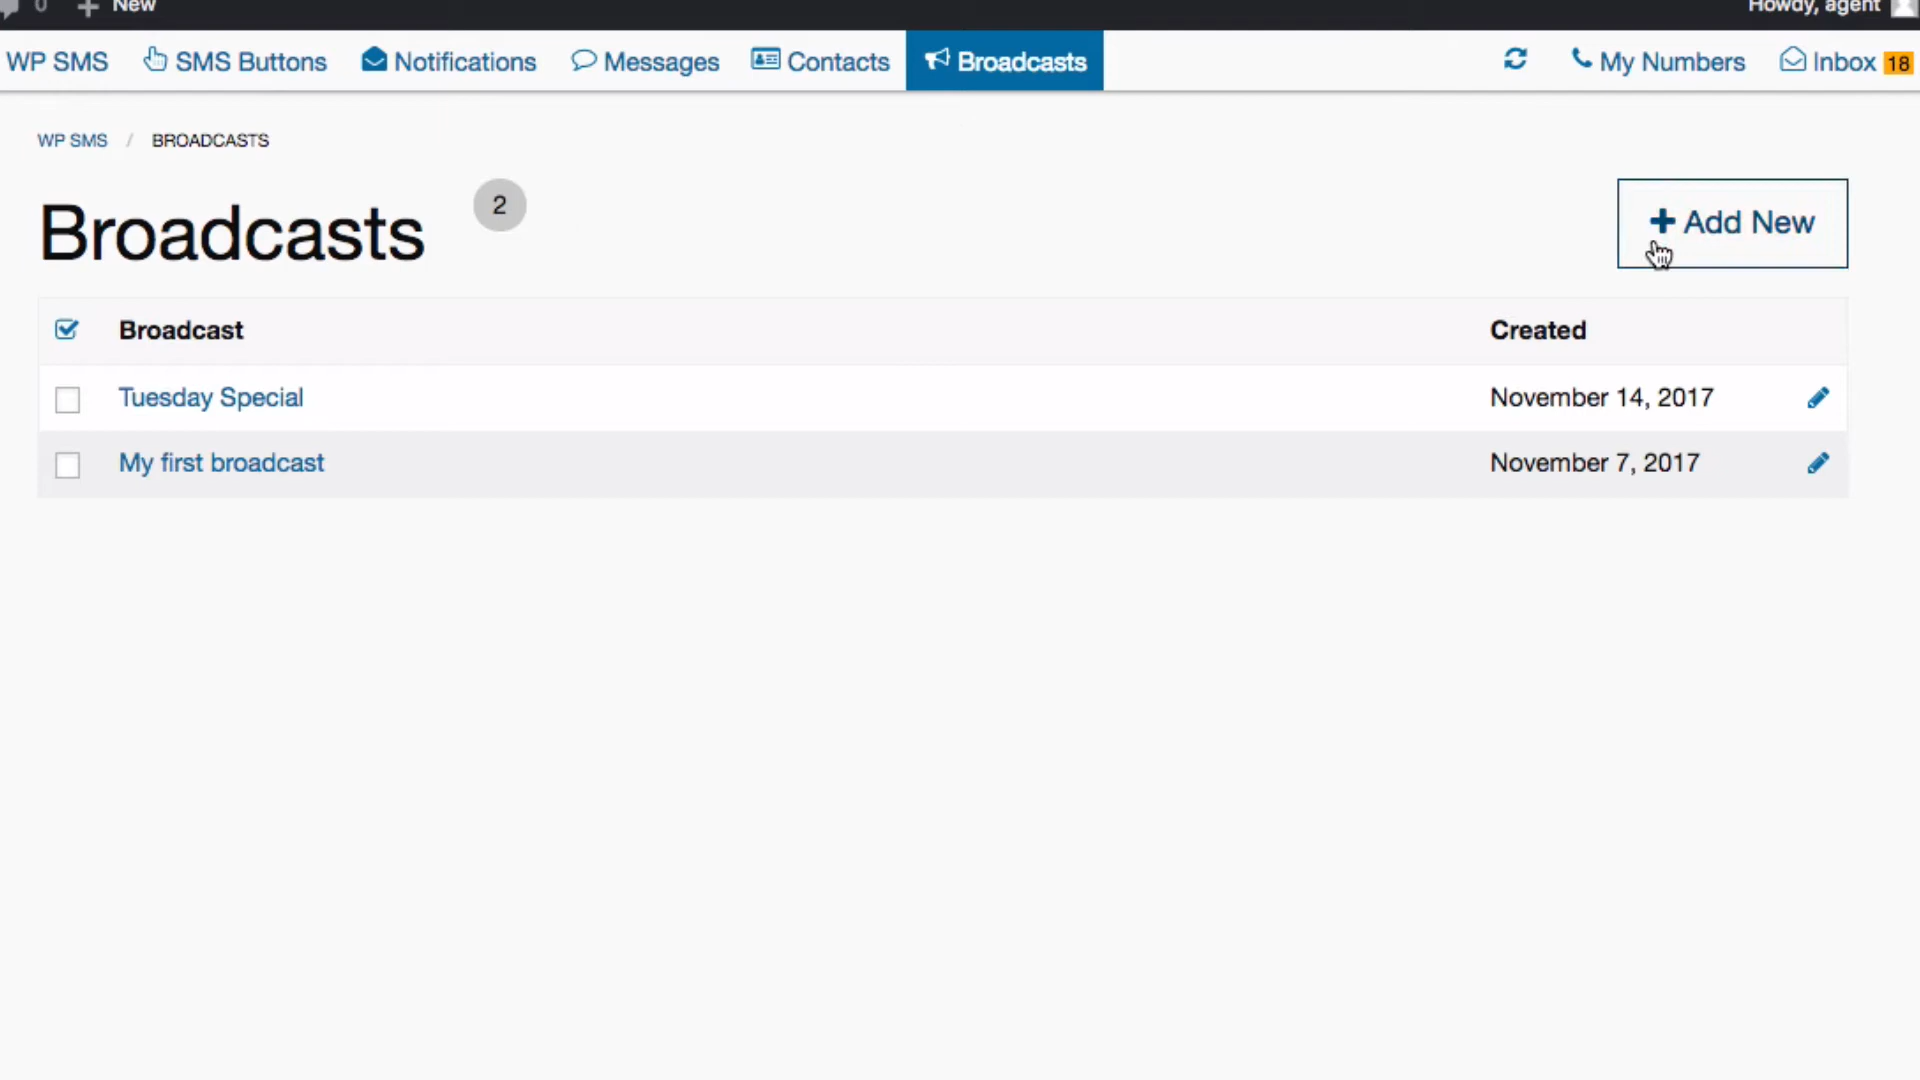 0 New Howdy, agent
WP SMS SMS Buttons Notifications Messages Contacts Broadcasts My Numbers Inbox 18
WP SMS / BROADCASTS
Broadcasts 2
Add New
Broadcast Created
Tuesday Special November 14, 2017
My first broadcast November 7, 2017